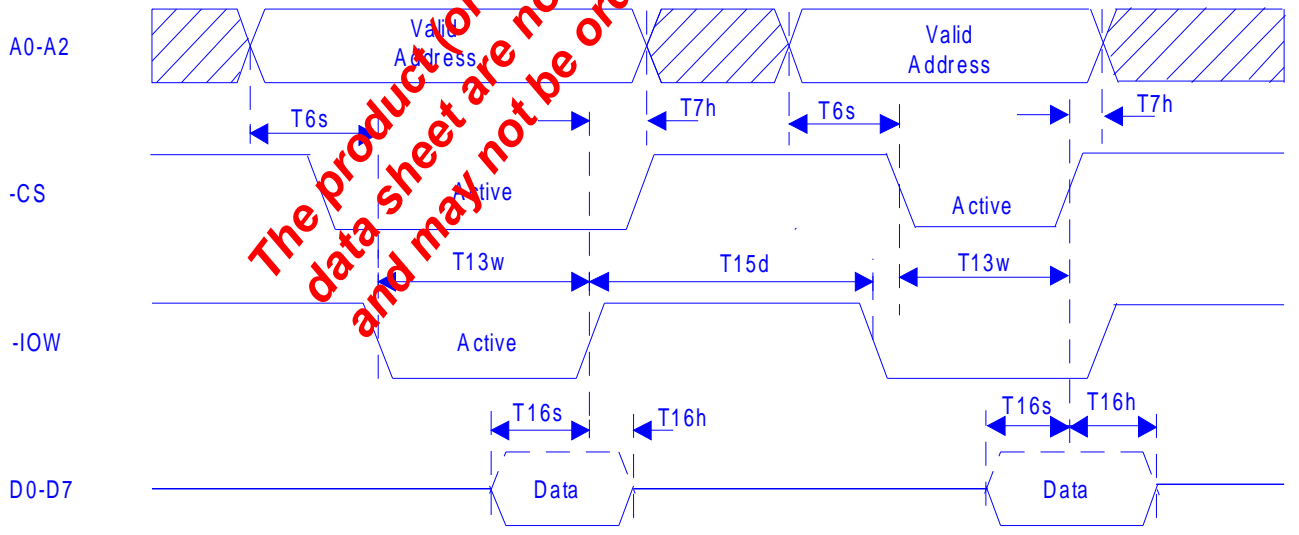 A0-A2
Valid
Address
Valid
Address
T6s
T7h
T6s
T7h
-CS
Active
Active
T13w
T15d
T13w
-IOW
Active
T16s
T16h
T16s
T16h
D0-D7
Data
Data
The product (or
data sheet are no
and may not be ord